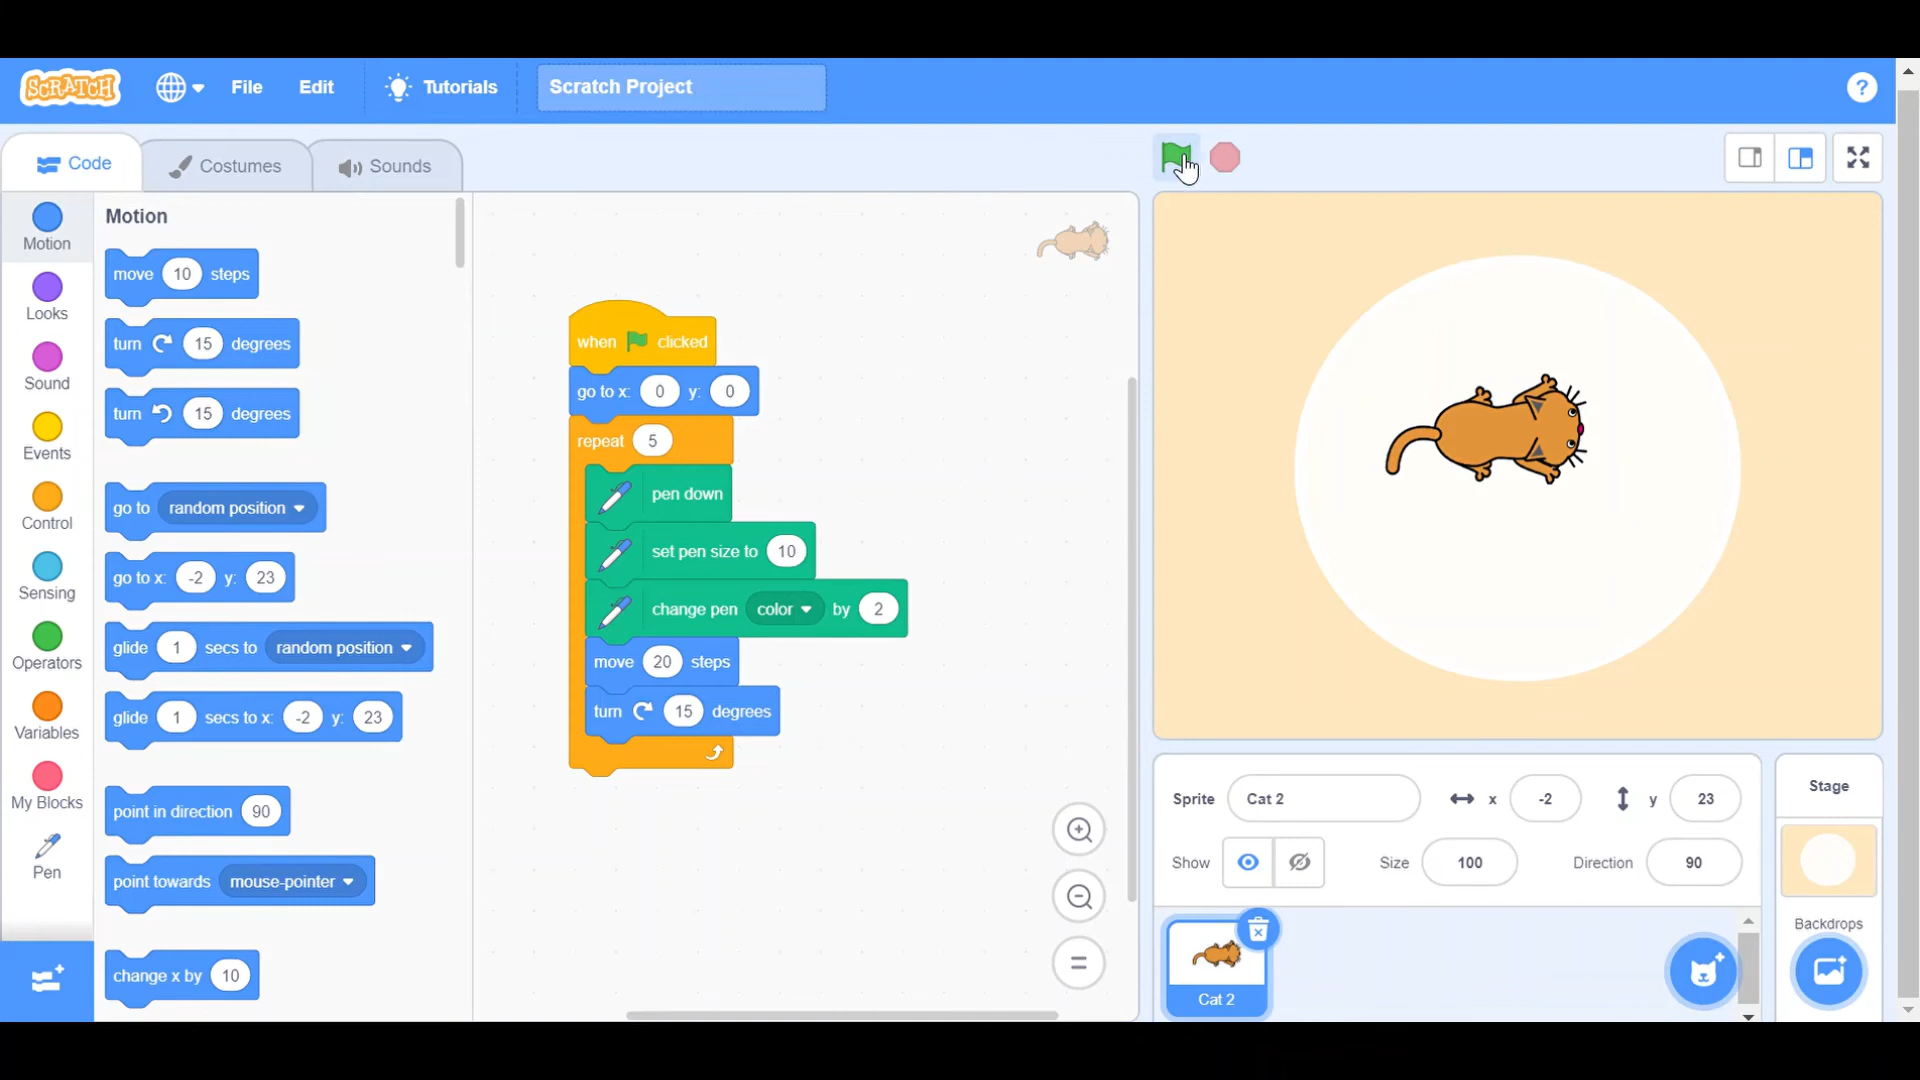 SCRATCH File Edit Tutorials Scratch Project ?
Code Costumes Sounds
Motion
Looks
Sound
Events
Control
Sensing
Operators
Variables
My Blocks
Pen
Motion
move 10 steps
turn 15 degrees
turn 15 degrees
go to random position
go to x: -2 y: 23
glide 1 secs to random position
glide 1 secs to x: -2 y: 23
point in direction 90
point towards mouse-pointer
change x by 10
when clicked
go to x: 0 y: 0
repeat 5
pen down
set pen size to 10
change pen color by 2
move 20 steps
turn 15 degrees
Sprite Cat 2 x -2 y 23
Show Size 100 Direction 90
Cat 2
Stage
Backdrops